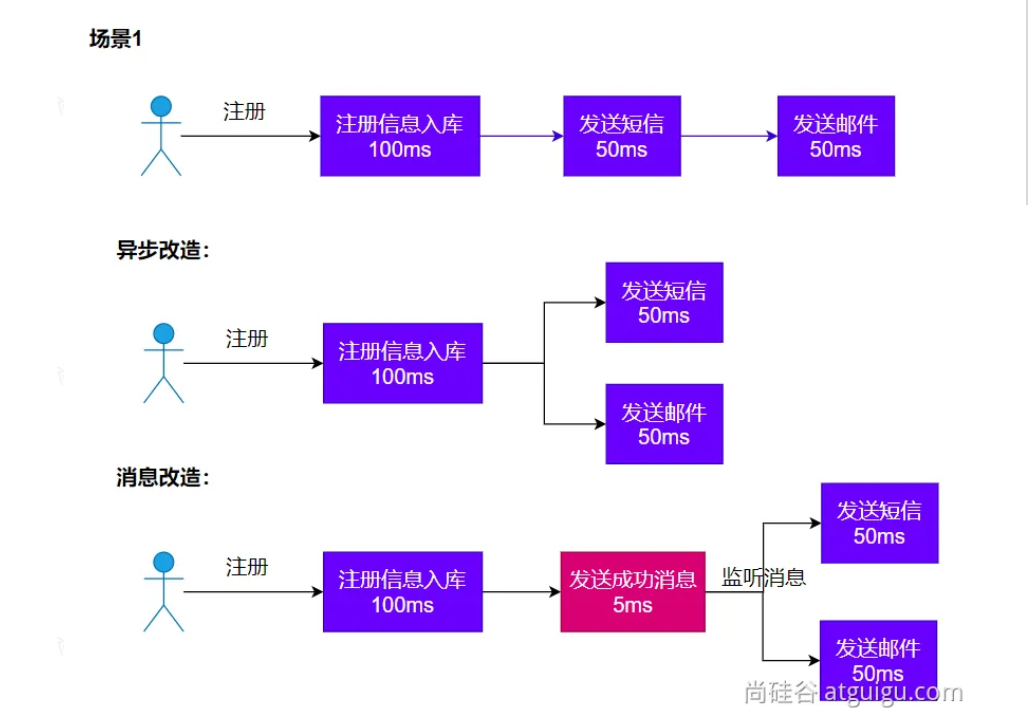 场景1
注册
注册信息入库
100ms
发送短信
50ms
发送邮件
50ms
异步改造：
注册
注册信息入库
100ms
发送短信
50ms
发送邮件
50ms
消息改造：
注册
注册信息入库
100ms
发送成功消息
5ms
监听消息
发送短信
50ms
发送邮件
50ms
尚硅谷 atguigu.com